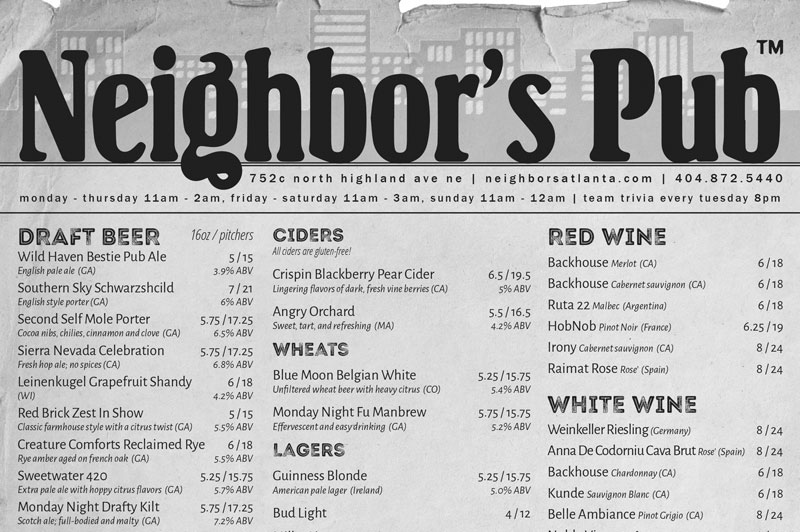 Neighbor's Pub™
752c north highland ave ne | neighborsatlanta.com | 404.872.5440
monday - thursday 11am - 2am, friday - saturday 11am - 3am, sunday 11am - 12am | team trivia every tuesday 8pm
DRAFT BEER 16oz / pitchers
Wild Haven Bestie Pub Ale 5 / 15
English pale ale (GA) 3.9% ABV
Southern Sky Schwarzshcild 7 / 21
English style porter (GA) 6% ABV
Second Self Mole Porter 5.75 / 17.25
Cocoa nibs, chilies, cinnamon and clove (GA) 6.5% ABV
Sierra Nevada Celebration 5.75 / 17.25
Fresh hop ale; no spices (CA) 6.8% ABV
Leinenkugel Grapefruit Shandy 6 / 18
(WI) 4.2% ABV
Red Brick Zest In Show 5 / 15
Classic farmhouse style with a citrus twist (GA) 5.5% ABV
Creature Comforts Reclaimed Rye 6 / 18
Rye amber aged on french oak (GA) 5.5% ABV
Sweetwater 420 5.25 / 15.75
Extra pale ale with hoppy citrus flavors (GA) 5.7% ABV
Monday Night Drafty Kilt 5.75 / 17.25
Scotch ale; full-bodied and malty (GA) 7.2% ABV
CIDERS
All ciders are gluten-free!
Crispin Blackberry Pear Cider 6.5 / 19.5
Lingering flavors of dark, fresh vine berries (CA) 5% ABV
Angry Orchard 5.5 / 16.5
Sweet, tart, and refreshing (MA) 4.2% ABV
WHEATS
Blue Moon Belgian White 5.25 / 15.75
Unfiltered wheat beer with heavy citrus (CO) 5.4% ABV
Monday Night Fu Manbrew 5.75 / 15.75
Effervescent and easy drinking (GA) 5.2% ABV
LAGERS
Guinness Blonde 5.25 / 15.75
American pale lager (Ireland) 5.0% ABV
Bud Light 4 / 12
RED WINE
Backhouse Merlot (CA) 6 / 18
Backhouse Cabernet sauvignon (CA) 6 / 18
Ruta 22 Malbec (Argentina) 6 / 18
HobNob Pinot Noir (France) 6.25 / 19
Irony Cabernet sauvignon (CA) 8 / 24
Raimat Rose Rose' (Spain) 8 / 24
WHITE WINE
Weinkeller Riesling (Germany) 8 / 24
Anna De Codorniu Cava Brut Rose' (Spain) 8 / 24
Backhouse Chardonnay (CA) 6 / 18
Kunde Sauvignon Blanc (CA) 6 / 18
Belle Ambiance Pinot Grigio (CA) 8 / 24